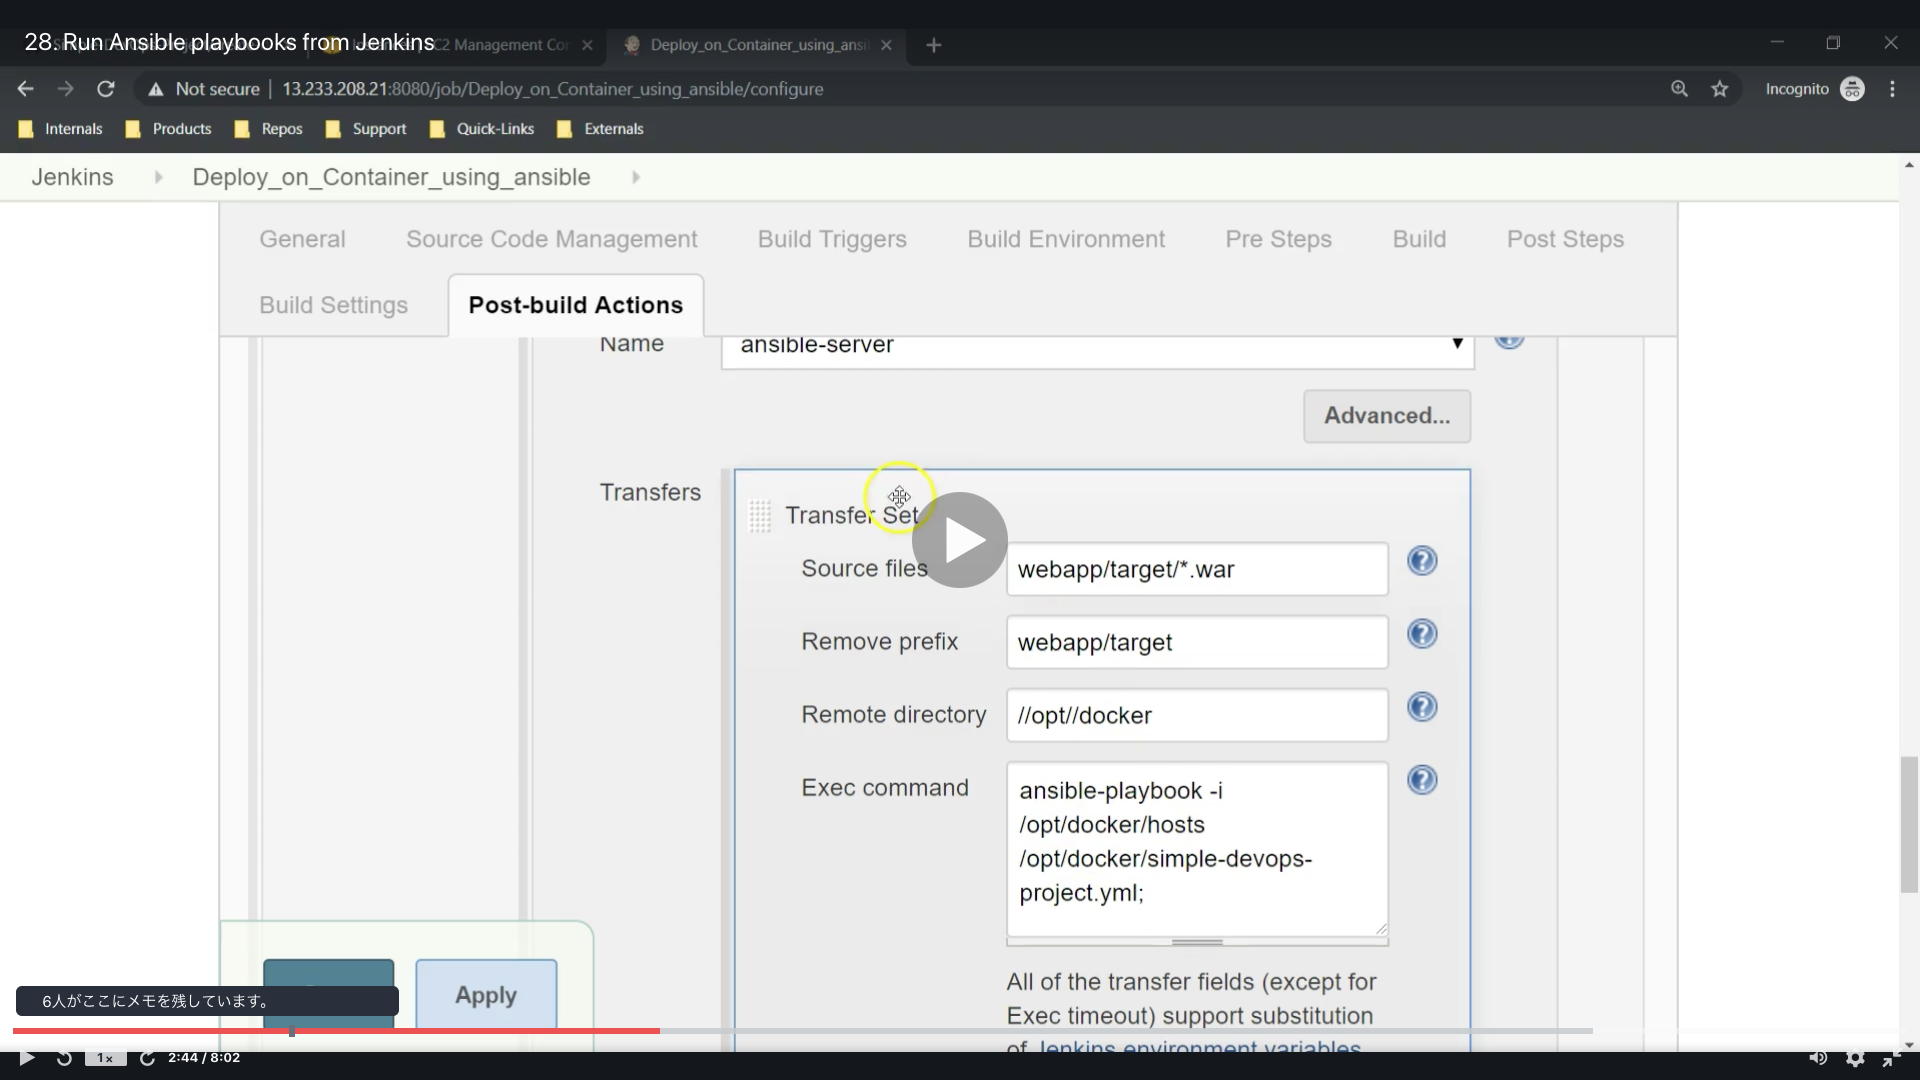 28. Run Ansible playbooks from Jenkins
C2 Management Co
Deploy_on_Container_using_ansi
Not secure
13.233.208.21:8080/job/Deploy_on_Container_using_ansible/configure
Incognito
Internals
Products
Repos
Support
Quick-Links
Externals
Jenkins
Deploy_on_Container_using_ansible
General
Source Code Management
Build Triggers
Build Environment
Pre Steps
Build
Post Steps
Build Settings
Post-build Actions
Name
ansible-server
Advanced...
Transfers
Transfer Set
Source files
webapp/target/*.war
Remove prefix
webapp/target
Remote directory
//opt//docker
Exec command
ansible-playbook -i
/opt/docker/hosts
/opt/docker/simple-devops-
project.yml;
All of the transfer fields (except for
Exec timeout) support substitution
of Jenkins environment variables
Apply
6人がここにメモを残しています。
1x
2:44 / 8:02